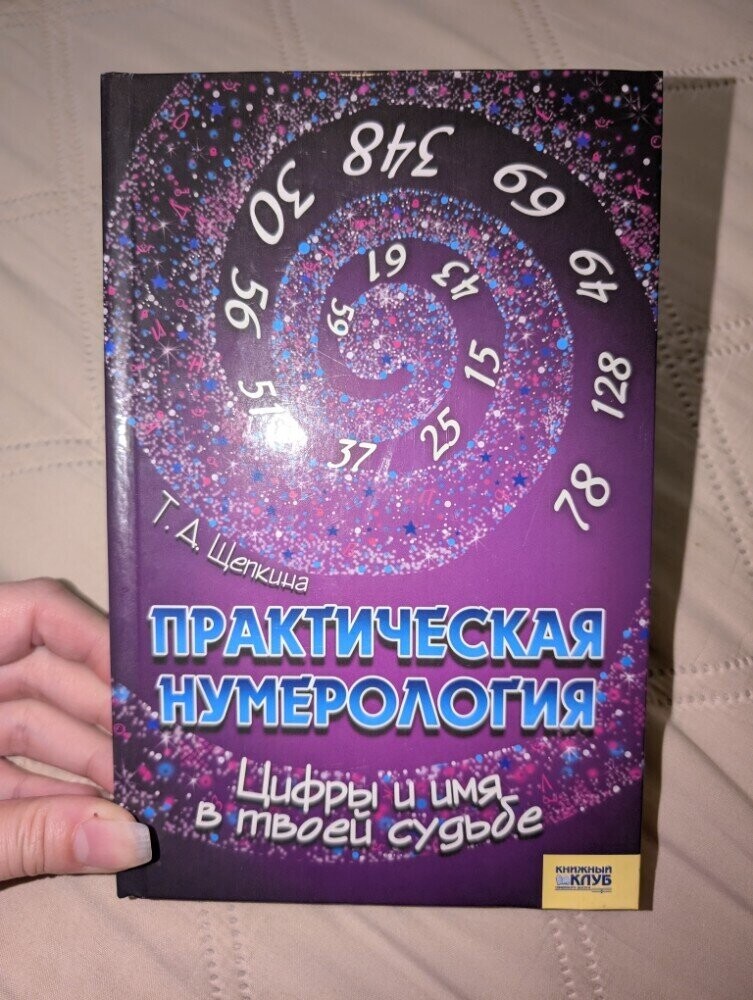 348
30
69
61
43
49
56
59
15
128
51
37
25
78
Т. Д. Щепкина
ПРАКТИЧЕСКАЯ
НУМЕРОЛОГИЯ
Цифры и имя
в твоей судьбе
КНИЖНЫЙ
КЛУБ